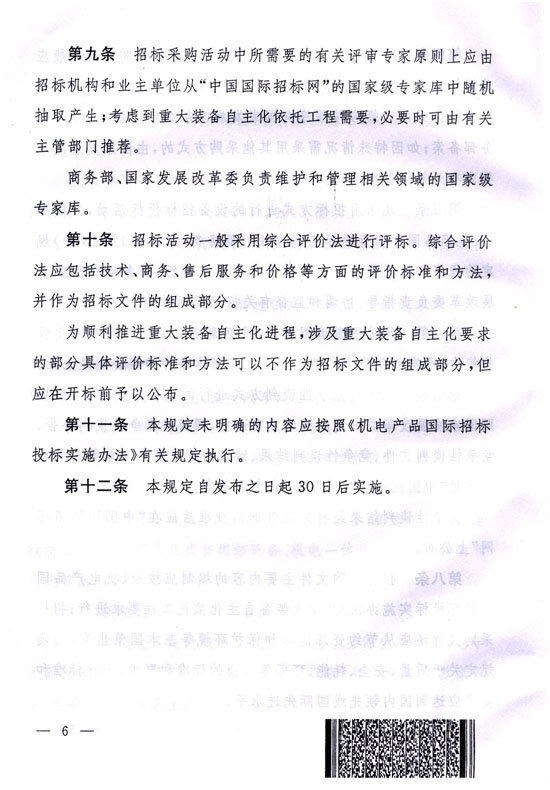 第九条　招标采购活动中所需要的有关评审专家原则上应由
招标机构和业主单位从“中国国际招标网”的国家级专家库中随机
抽取产生；考虑到重大装备自主化依托工程需要，必要时可由有关
主管部门推荐。
商务部、国家发展改革委负责维护和管理相关领域的国家级
专家库。
第十条　招标活动一般采用综合评价法进行评标。综合评价
法应包括技术、商务、售后服务和价格等方面的评价标准和方法，
并作为招标文件的组成部分。
为顺利推进重大装备自主化进程，涉及重大装备自主化要求
的部分具体评价标准和方法可以不作为招标文件的组成部分，但
应在开标前予以公布。
第十一条　本规定未明确的内容应按照《机电产品国际招标
投标实施办法》有关规定执行。
第十二条　本规定自发布之日起30日后实施。
— 6 —